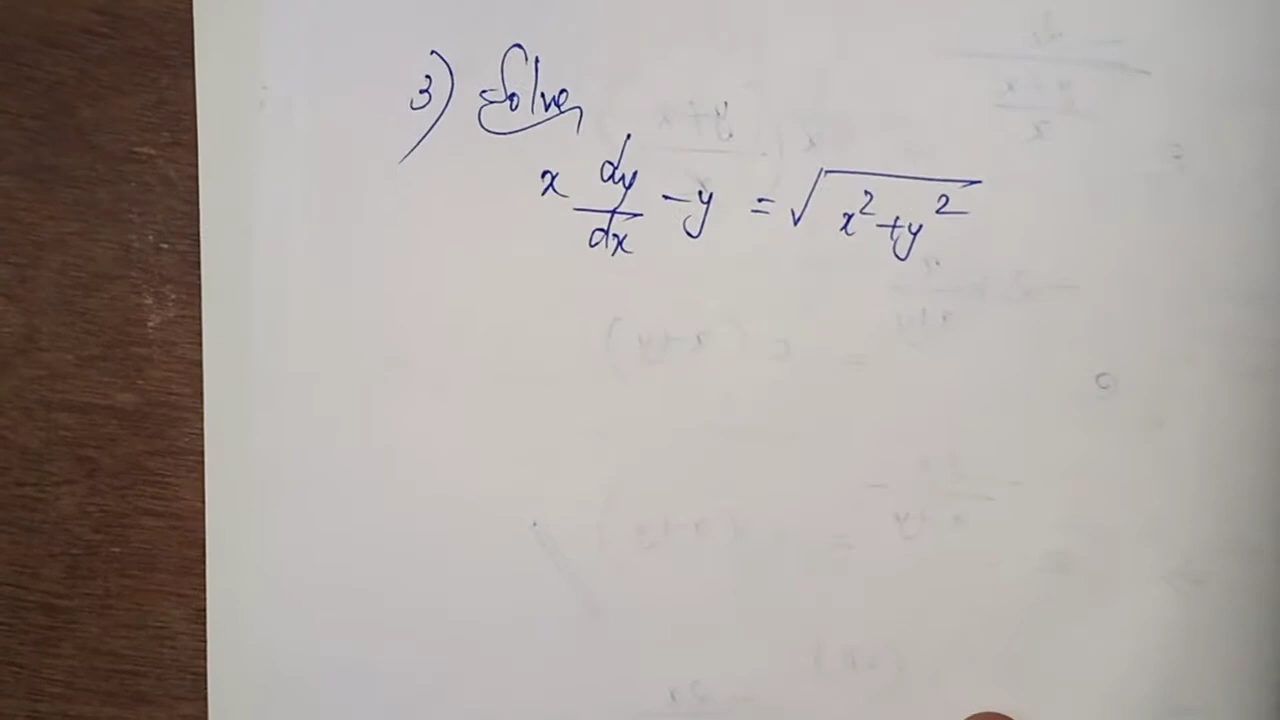 3) Solve
x dy/dx - y = √(x²+y²)